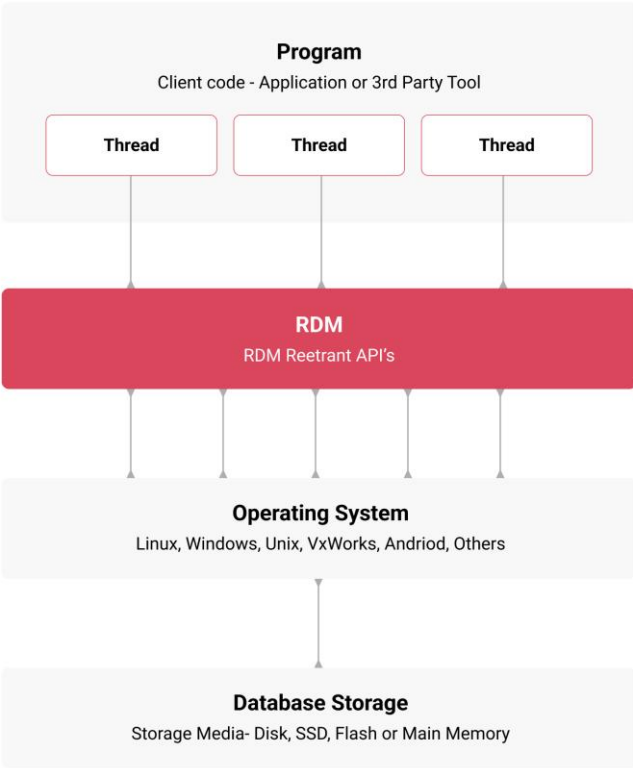 Program
Client code - Application or 3rd Party Tool
Thread
Thread
Thread
RDM
RDM Reetrant API's
Operating System
Linux, Windows, Unix, VxWorks, Andriod, Others
Database Storage
Storage Media- Disk, SSD, Flash or Main Memory